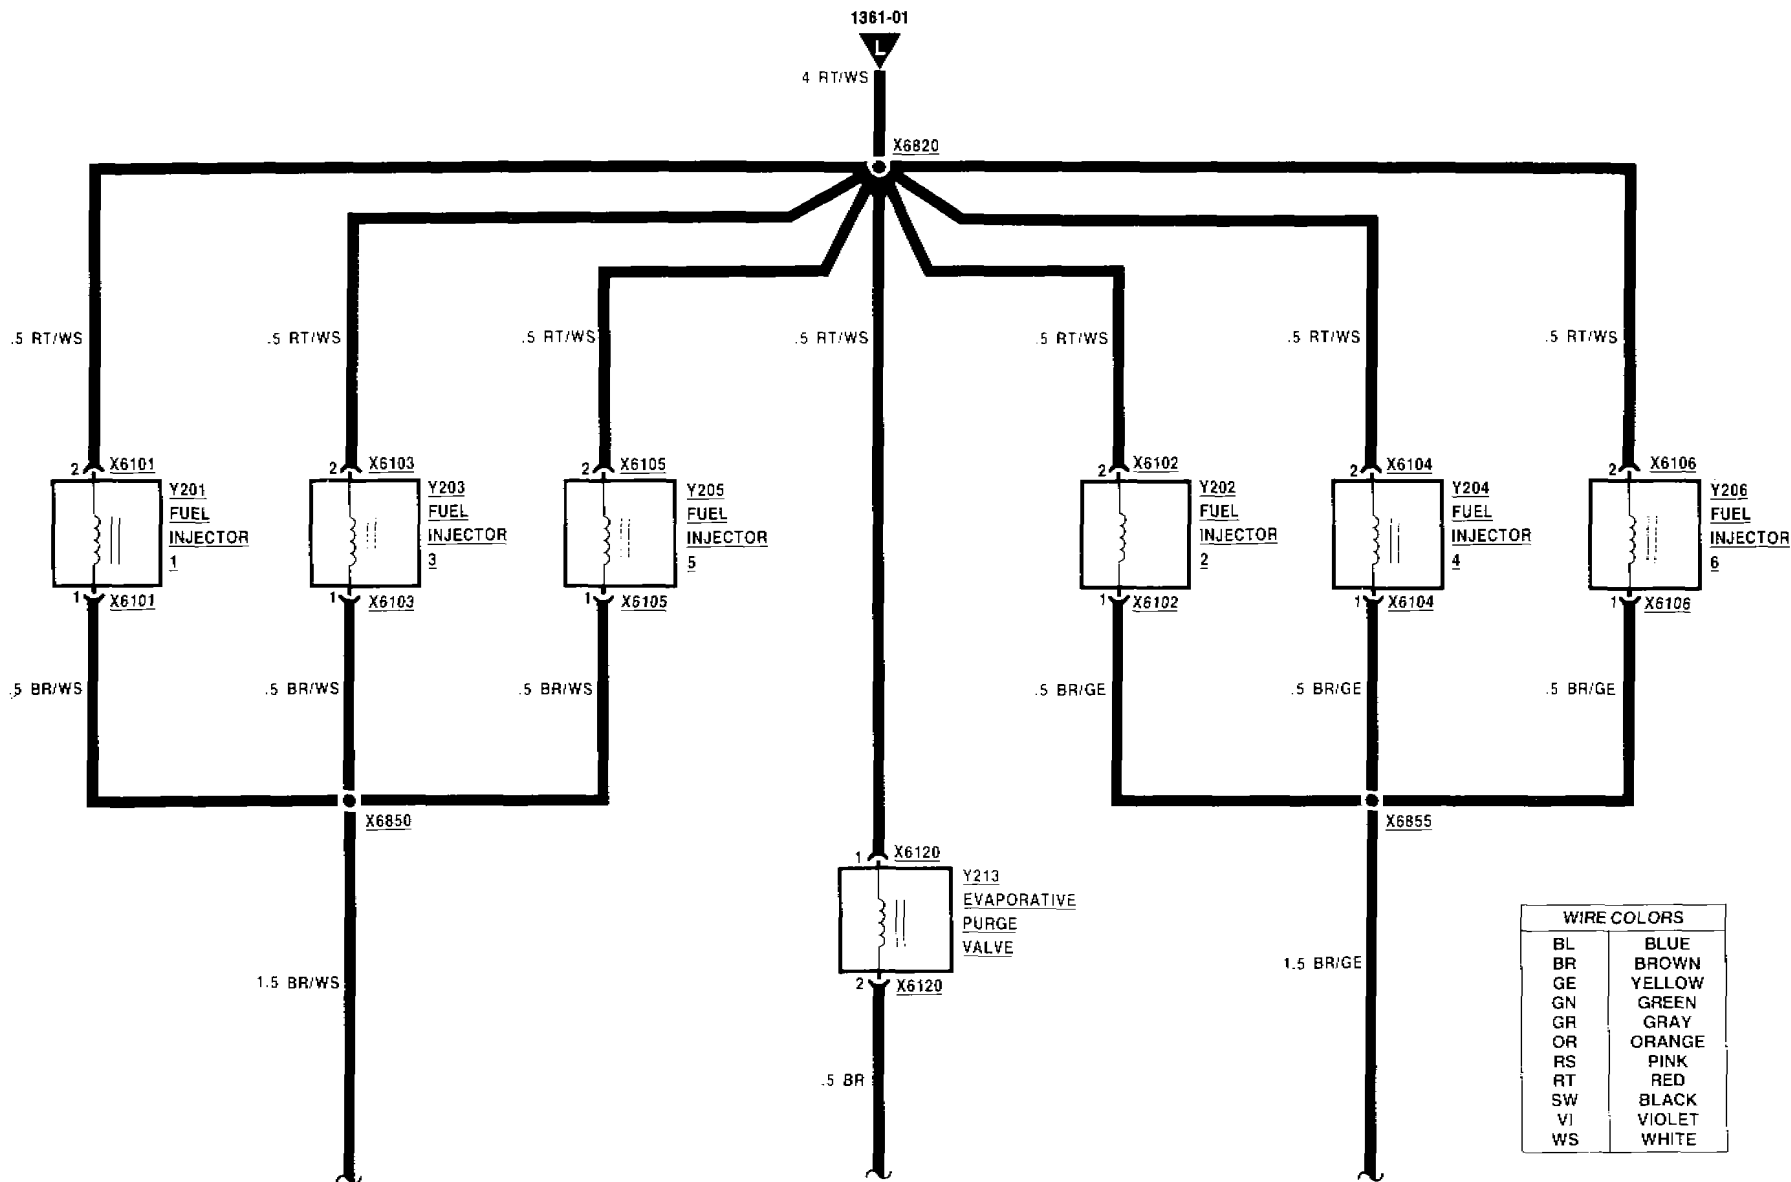 1361-01
L
4 RT/WS
X6820
.5 RT/WS
.5 RT/WS
.5 RT/WS
.5 RT/WS
.5 RT/WS
.5 RT/WS
.5 RT/WS
2 X6101
Y201
FUEL
INJECTOR
1
1 X6101
2 X6103
Y203
FUEL
INJECTOR
3
1 X6103
2 X6105
Y205
FUEL
INJECTOR
5
1 X6105
2 X6102
Y202
FUEL
INJECTOR
2
1 X6102
2 X6104
Y204
FUEL
INJECTOR
4
1 X6104
2 X6106
Y206
FUEL
INJECTOR
6
1 X6106
.5 BR/WS
.5 BR/WS
.5 BR/WS
.5 BR/GE
.5 BR/GE
.5 BR/GE
X6850
X6855
1 X6120
Y213
EVAPORATIVE
PURGE
VALVE
2 X6120
1.5 BR/WS
1.5 BR/GE
.5 BR
WIRE COLORS
BL BLUE
BR BROWN
GE YELLOW
GN GREEN
GR GRAY
OR ORANGE
RS PINK
RT RED
SW BLACK
VI VIOLET
WS WHITE